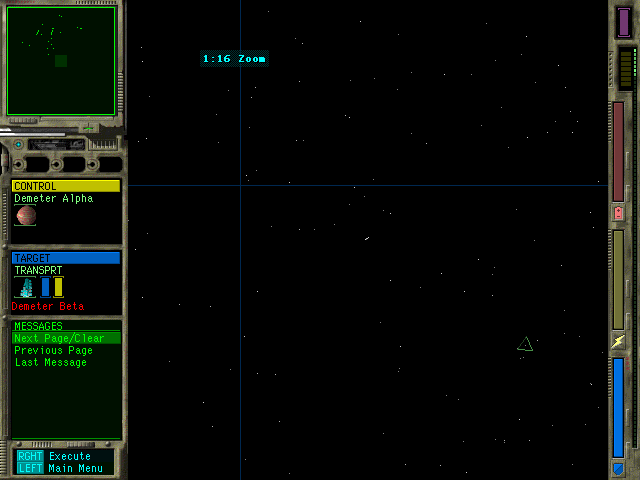 1:16 Zoom
CONTROL
Demeter Alpha
TARGET
TRANSPRT
Demeter Beta
MESSAGES
Next Page/Clear
Previous Page
Last Message
RGHT Execute
LEFT Main Menu